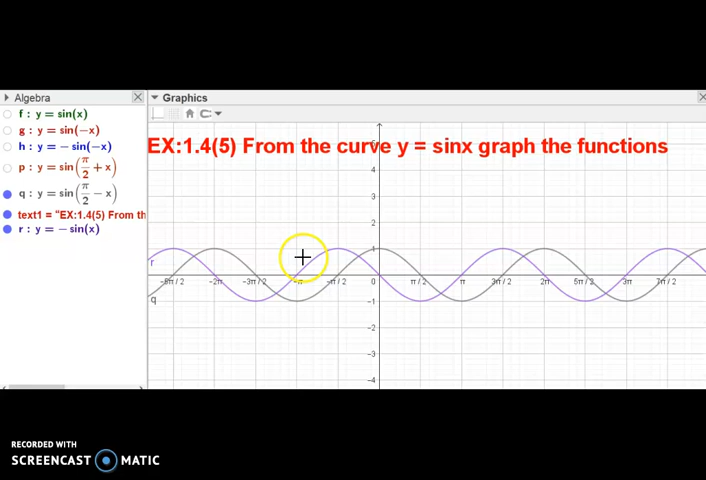 Algebra
Graphics
f : y = sin(x)
g : y = sin(−x)
h : y = − sin(−x)
p : y = sin(π/2 + x)
q : y = sin(π/2 − x)
text1 = "EX:1.4(5) From th
r : y = − sin(x)
EX:1.4(5) From the curve y = sinx graph the functions
5
4
3
2
1
r
−5π/2 −2π −3π/2 −π −π/2 0 π/2 π 3π/2 2π 5π/2 3π 7π/2
q
−1
−2
−3
−4
RECORDED WITH
SCREENCAST MATIC